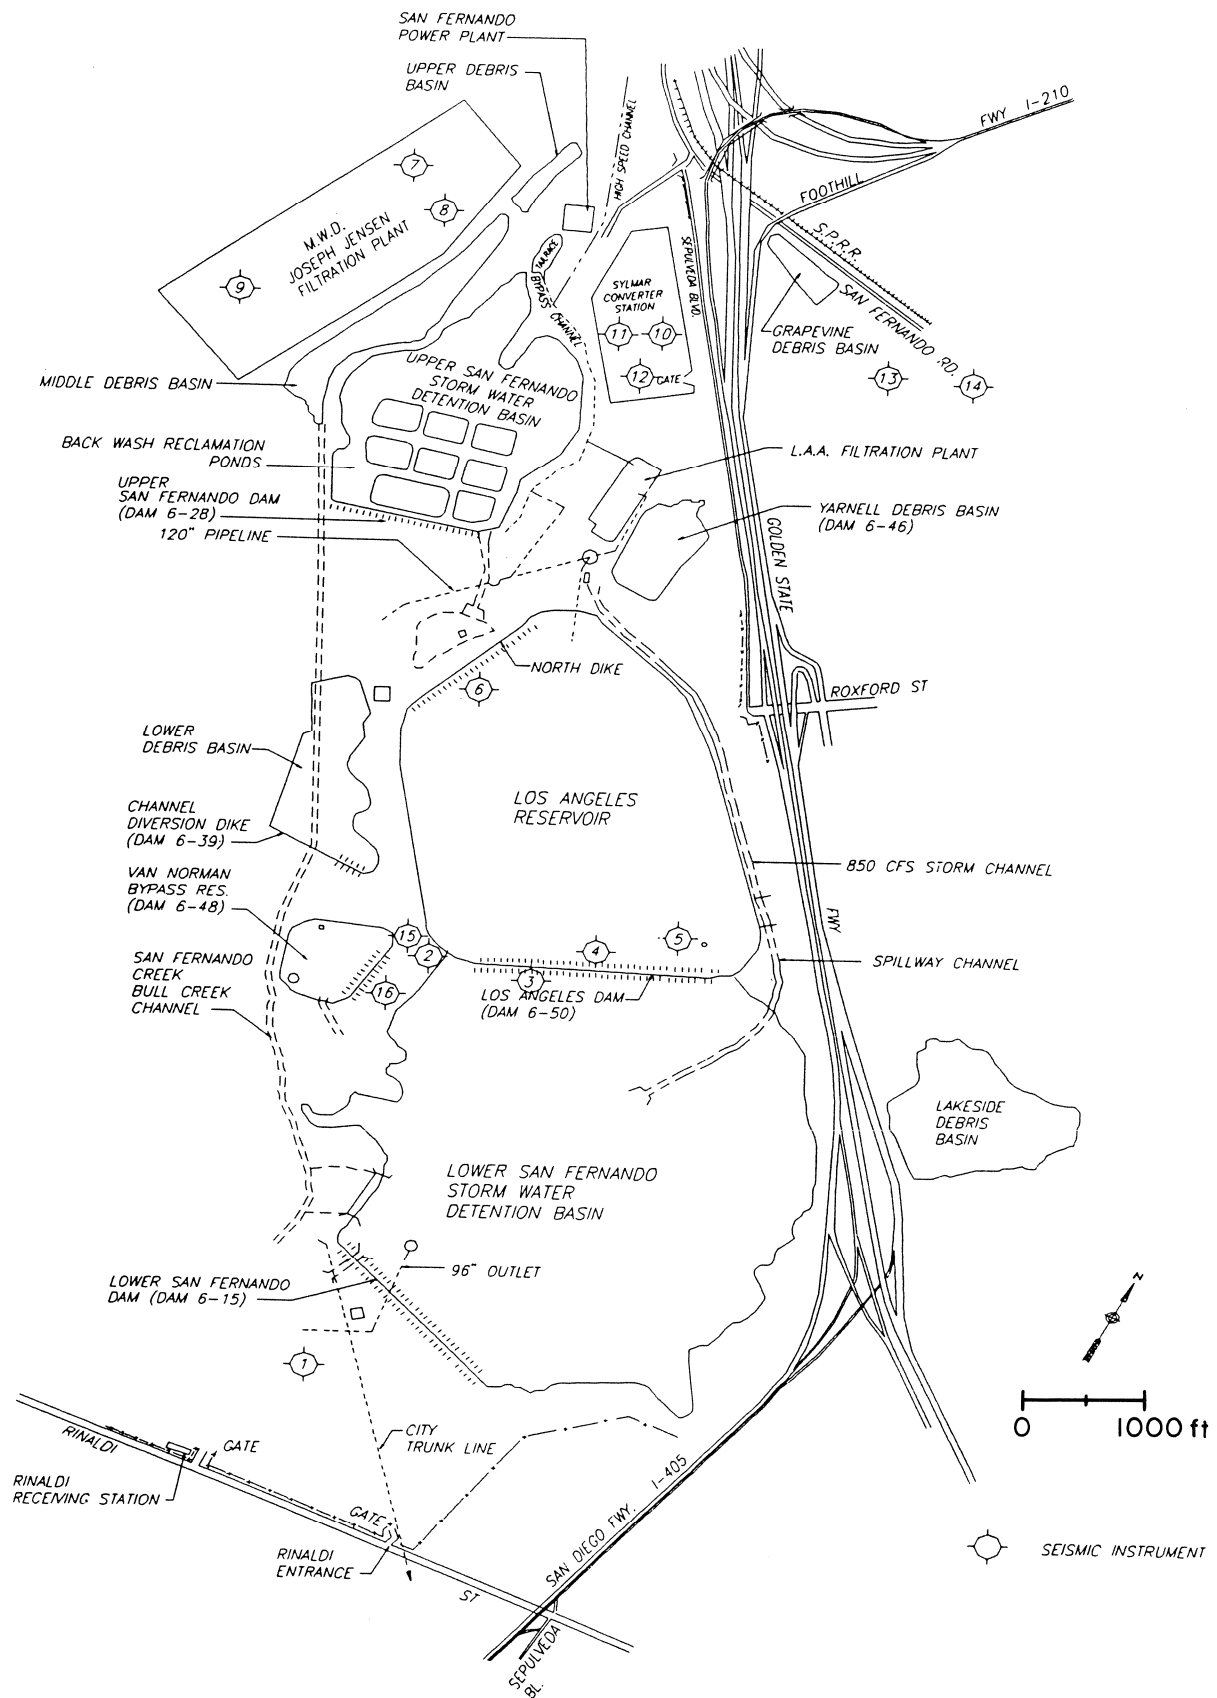 SAN FERNANDO
POWER PLANT
UPPER DEBRIS
BASIN
HIGH SPEED CHANNEL
FWY I-210
FOOTHILL
S.P.R.R.
SAN FERNANDO RD.
7
8
9
M.W.D.
JOSEPH JENSEN
FILTRATION PLANT
TAILRACE
BYPASS CHANNEL
SEPULVEDA BLVD.
SYLMAR
CONVERTER
STATION
11
10
12
GATE
GRAPEVINE
DEBRIS BASIN
13
14
MIDDLE DEBRIS BASIN
UPPER SAN FERNANDO
STORM WATER
DETENTION BASIN
BACK WASH RECLAMATION
PONDS
L.A.A. FILTRATION PLANT
UPPER
SAN FERNANDO DAM
(DAM 6-28)
YARNELL DEBRIS BASIN
(DAM 6-46)
120" PIPELINE
GOLDEN STATE
NORTH DIKE
6
ROXFORD ST
LOWER
DEBRIS BASIN
LOS ANGELES
RESERVOIR
CHANNEL
DIVERSION DIKE
(DAM 6-39)
850 CFS STORM CHANNEL
VAN NORMAN
BYPASS RES.
(DAM 6-48)
FWY
15
2
4
5
SAN FERNANDO
CREEK
BULL CREEK
CHANNEL
SPILLWAY CHANNEL
16
3
LOS ANGELES DAM
(DAM 6-50)
LAKESIDE
DEBRIS
BASIN
LOWER SAN FERNANDO
STORM WATER
DETENTION BASIN
96" OUTLET
LOWER SAN FERNANDO
DAM (DAM 6-15)
N
1
0 1000 ft
RINALDI
GATE
CITY
TRUNK LINE
RINALDI
RECEIVING STATION
GATE
RINALDI
ENTRANCE
ST
SAN DIEGO FWY. I-405
SEPULVEDA
BL.
SEISMIC INSTRUMENT